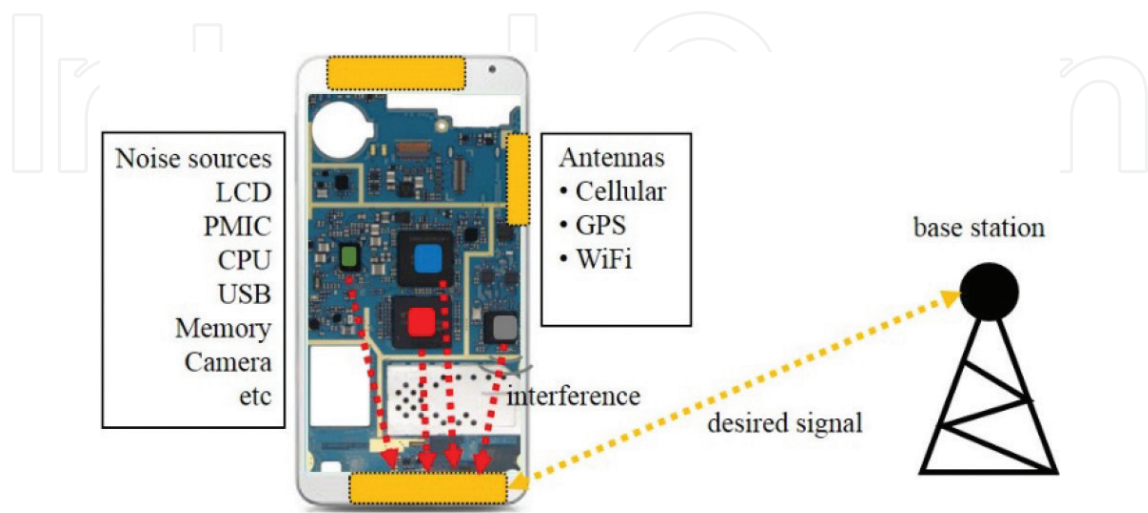 Noise sources
LCD
PMIC
CPU
USB
Memory
Camera
etc
Antennas
• Cellular
• GPS
• WiFi
base station
interference
desired signal